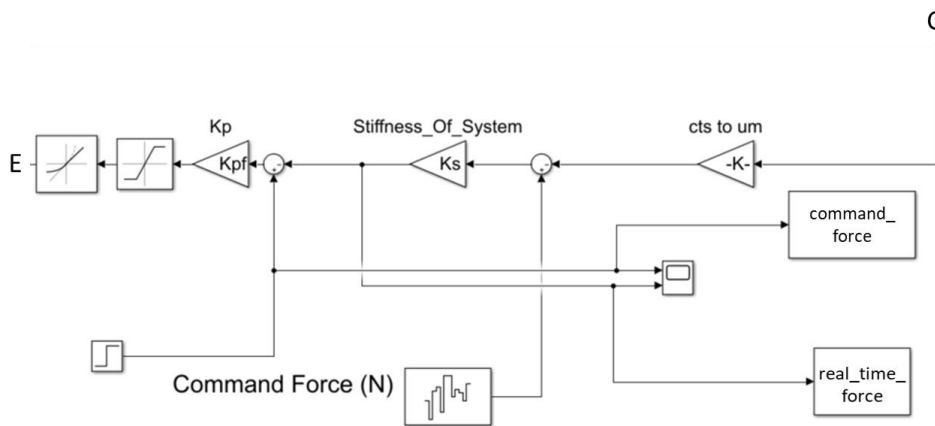 Kp
Stiffness_Of_System
cts to um
E
Kpf
Ks
-K-
command_
force
Command Force (N)
real_time_
force